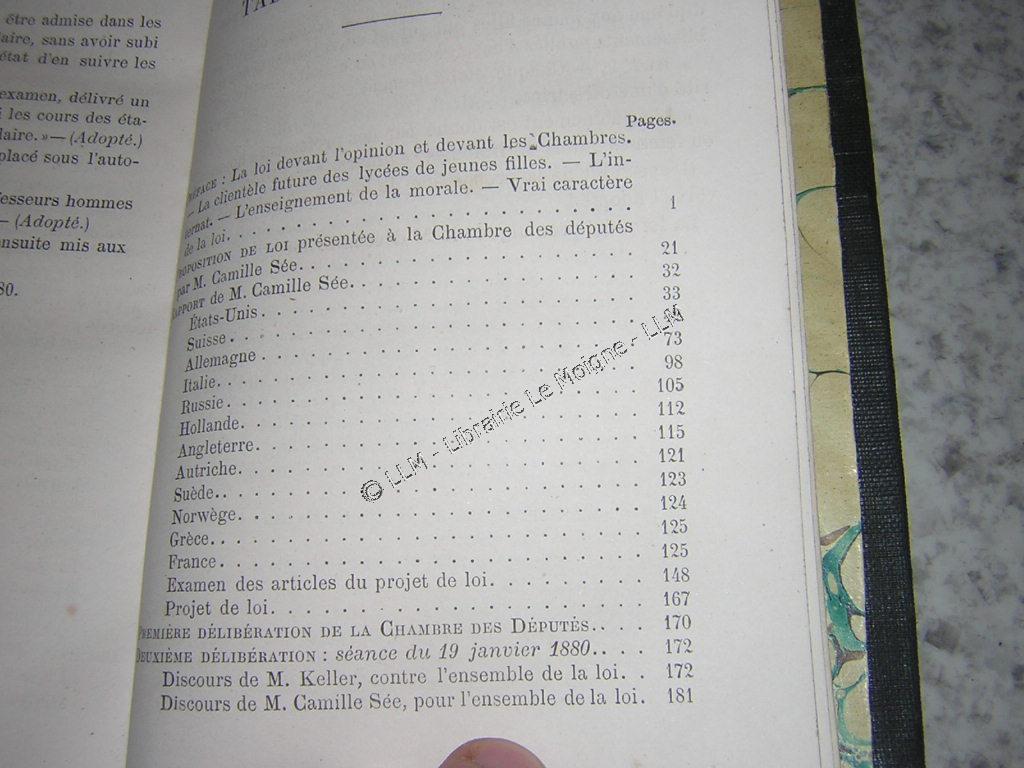 être admise dans les
aire, sans avoir subi
état d'en suivre les
examen, délivré un
i les cours des éta-
laire. » — (Adopté.)
placé sous l'auto-
fesseurs hommes
— (Adopté.)
ensuite mis aux
80.
Pages.
PRÉFACE : La loi devant l'opinion et devant les Chambres.
— La clientèle future des lycées de jeunes filles. — L'in-
ternat. — L'enseignement de la morale. — Vrai caractère
de la loi. 1
PROPOSITION DE LOI présentée à la Chambre des députés
par M. Camille Sée. 21
RAPPORT de M. Camille Sée. 32
États-Unis. 33
Suisse.
Allemagne. 73
Italie. 98
Russie. 105
Hollande. 112
Angleterre. 115
Autriche. 121
Suède. 123
Norwège. 124
Grèce. 125
France. 125
Examen des articles du projet de loi. 148
Projet de loi. 167
PREMIÈRE DÉLIBÉRATION DE LA CHAMBRE DES DÉPUTÉS. 170
DEUXIÈME DÉLIBÉRATION : séance du 19 janvier 1880. 172
Discours de M. Keller, contre l'ensemble de la loi. 172
Discours de M. Camille Sée, pour l'ensemble de la loi. 181
© LLM - Librairie Le Moigne - LLM